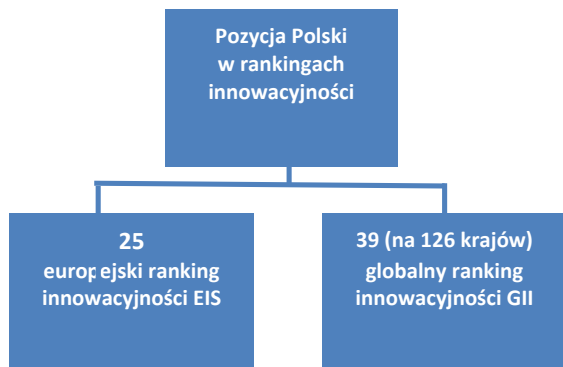 Pozycja Polski
w rankingach
innowacyjności
25
europejski ranking
innowacyjności EIS
39 (na 126 krajów)
globalny ranking
innowacyjności GII